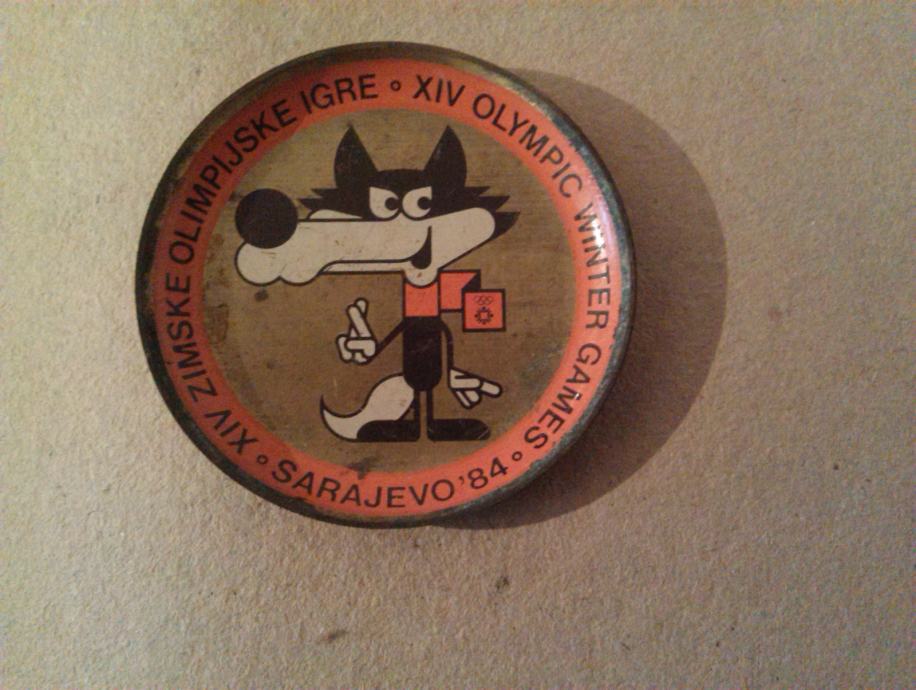 XIV ZIMSKE OLIMPIJSKE IGRE ∘ XIV OLYMPIC WINTER GAMES ∘ SARAJEVO '84 ∘